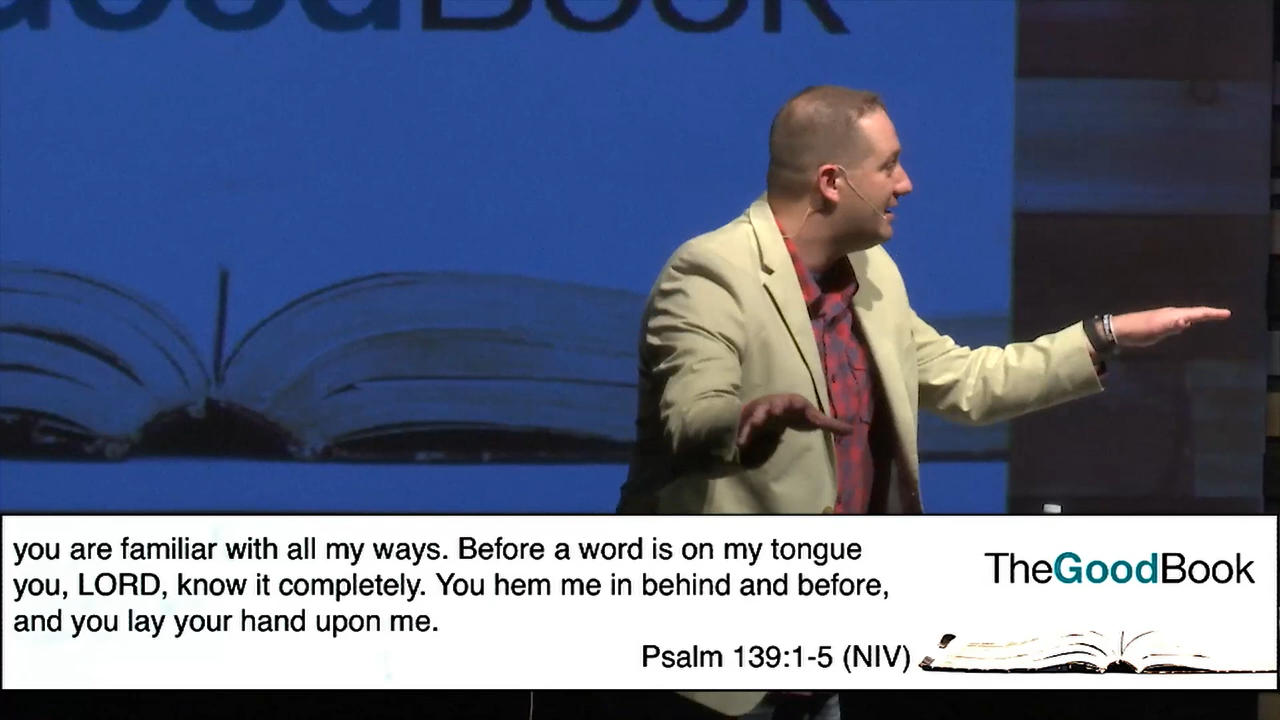 GoodBook
you are familiar with all my ways. Before a word is on my tongue
you, LORD, know it completely. You hem me in behind and before,
and you lay your hand upon me.
Psalm 139:1-5 (NIV)
TheGoodBook